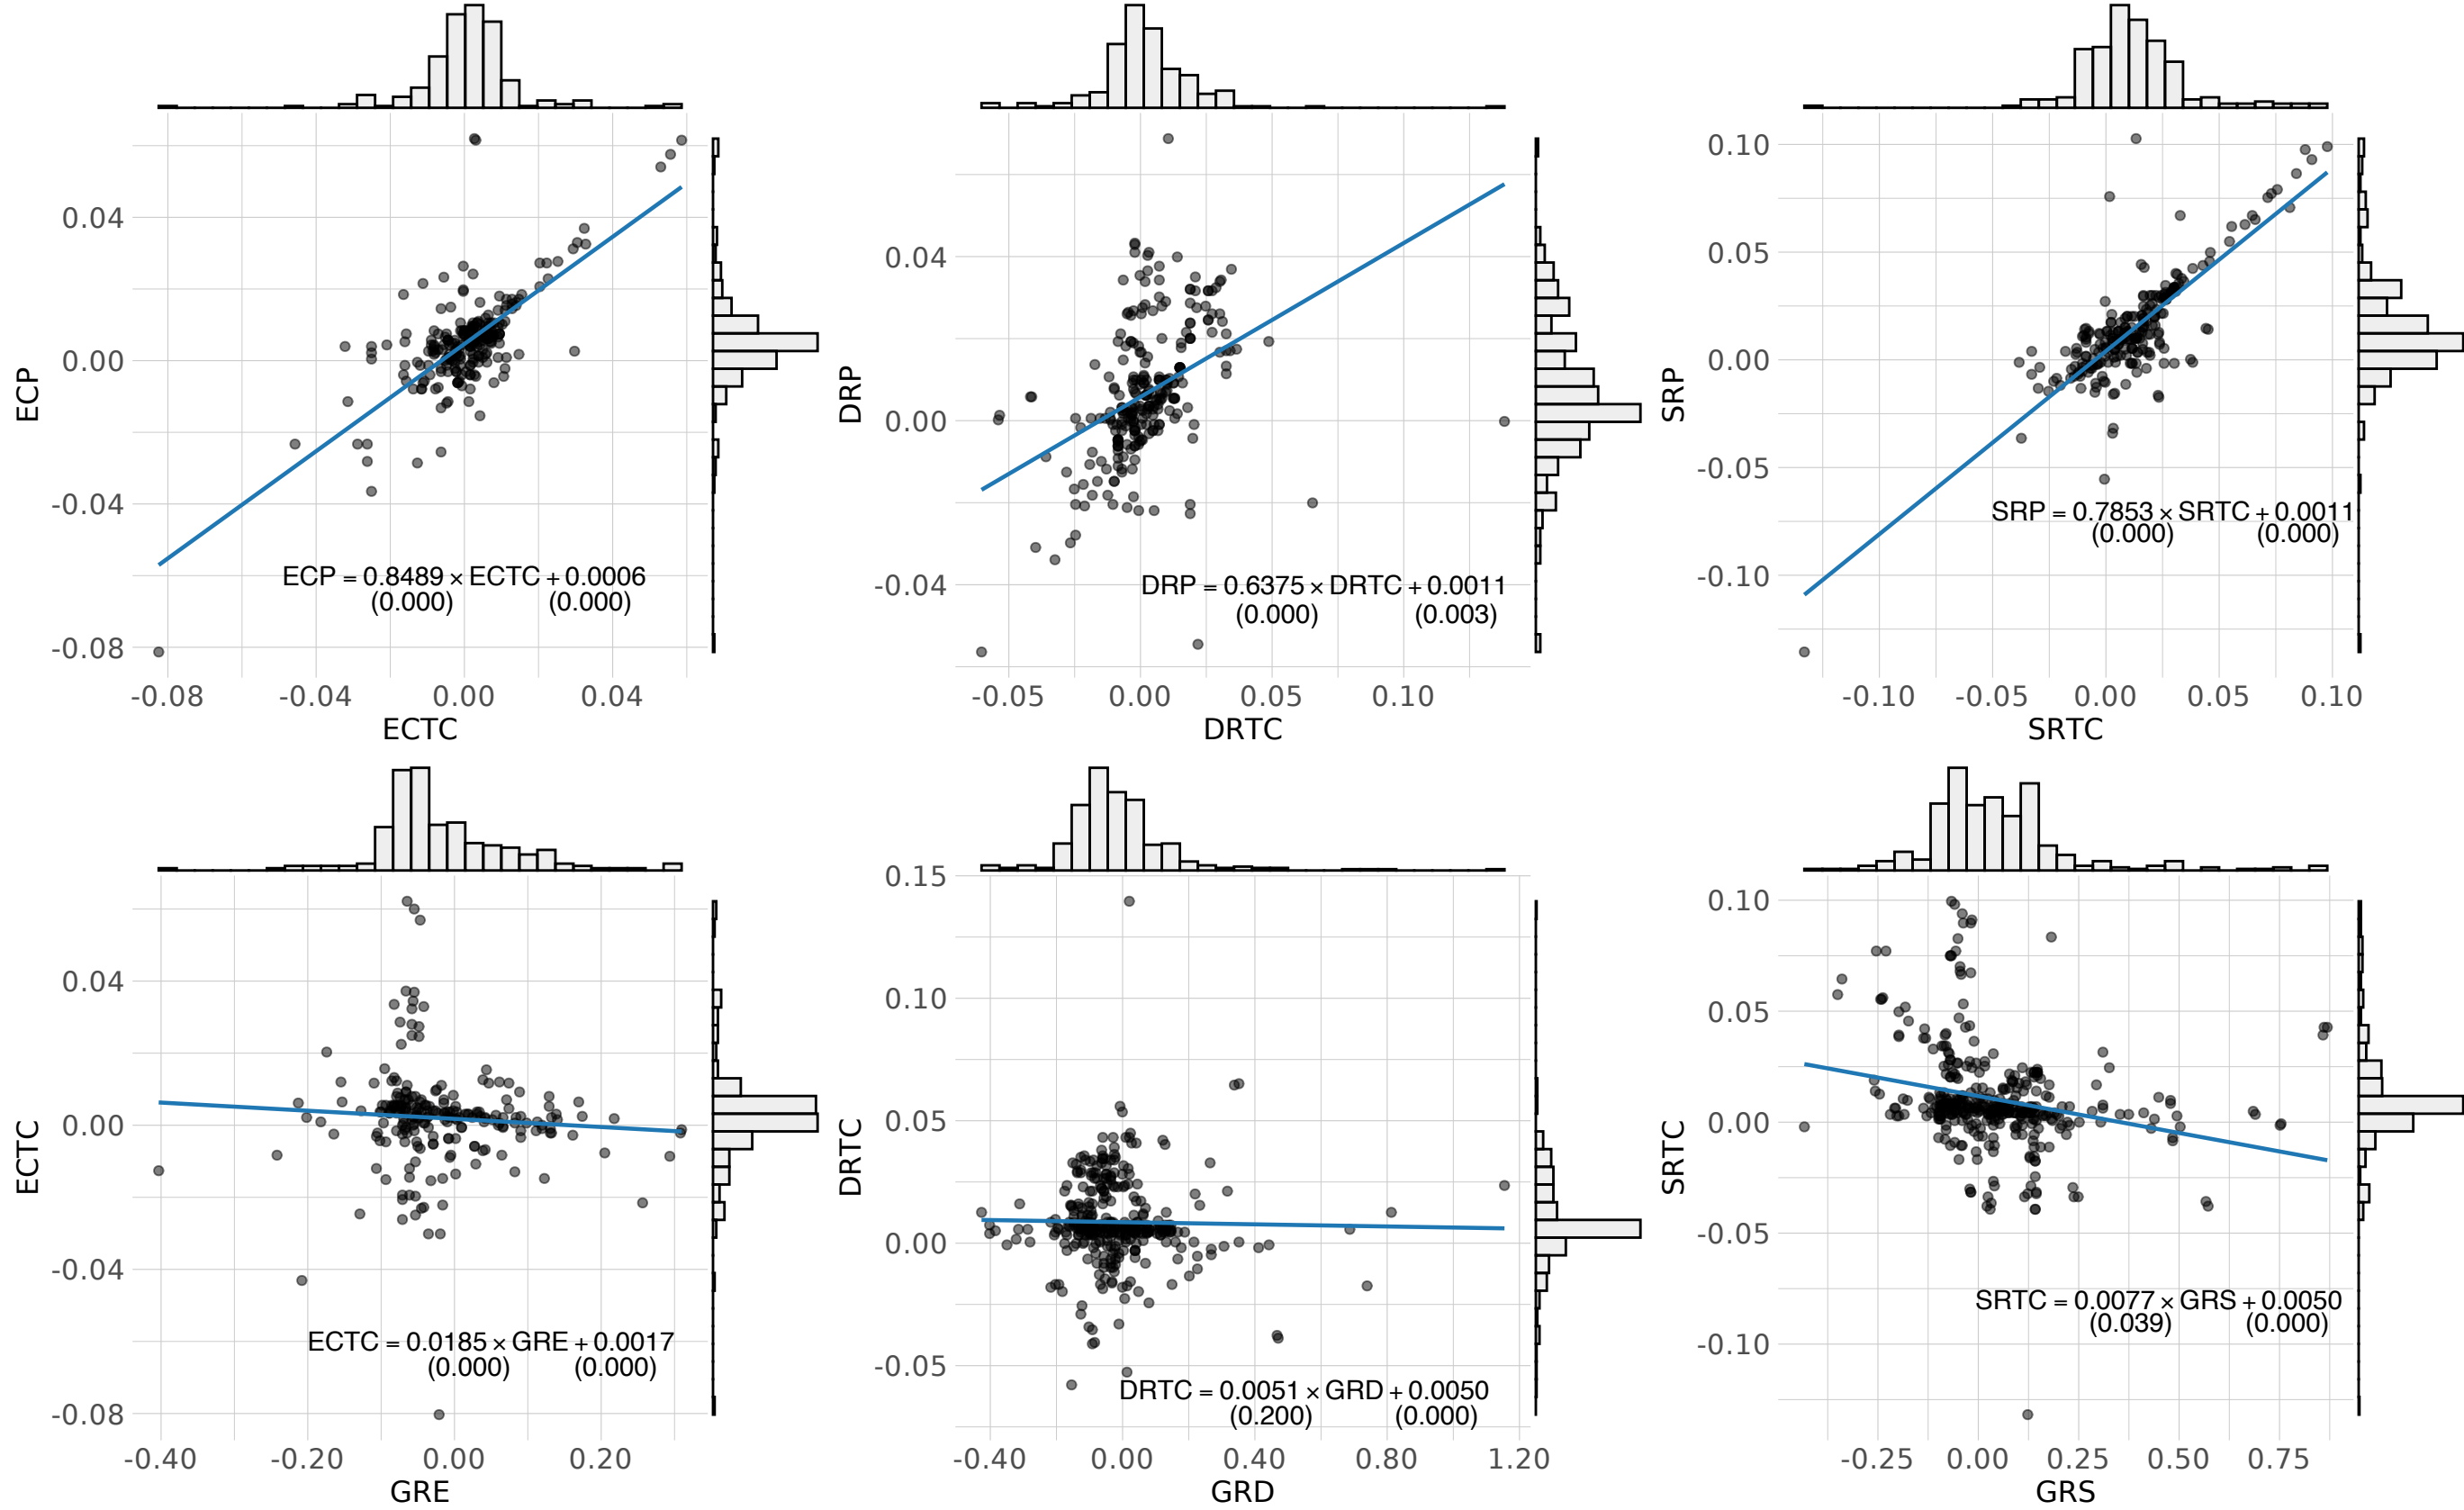 ECP
0.04
0.00
-0.04
-0.08
ECP = 0.8489 × ECTC + 0.0006
(0.000) (0.000)
-0.08 -0.04 0.00 0.04
ECTC
DRP
0.04
0.00
-0.04
DRP = 0.6375 × DRTC + 0.0011
(0.000) (0.003)
-0.05 0.00 0.05 0.10
DRTC
SRP
0.10
0.05
0.00
-0.05
-0.10
SRP = 0.7853 × SRTC + 0.0011
(0.000) (0.000)
-0.10 -0.05 0.00 0.05 0.10
SRTC
ECTC
0.04
0.00
-0.04
-0.08
ECTC = 0.0185 × GRE + 0.0017
(0.000) (0.000)
-0.40 -0.20 0.00 0.20
GRE
DRTC
0.15
0.10
0.05
0.00
-0.05
DRTC = 0.0051 × GRD + 0.0050
(0.200) (0.000)
-0.40 0.00 0.40 0.80 1.20
GRD
SRTC
0.10
0.05
0.00
-0.05
-0.10
SRTC = 0.0077 × GRS + 0.0050
(0.039) (0.000)
-0.25 0.00 0.25 0.50 0.75
GRS